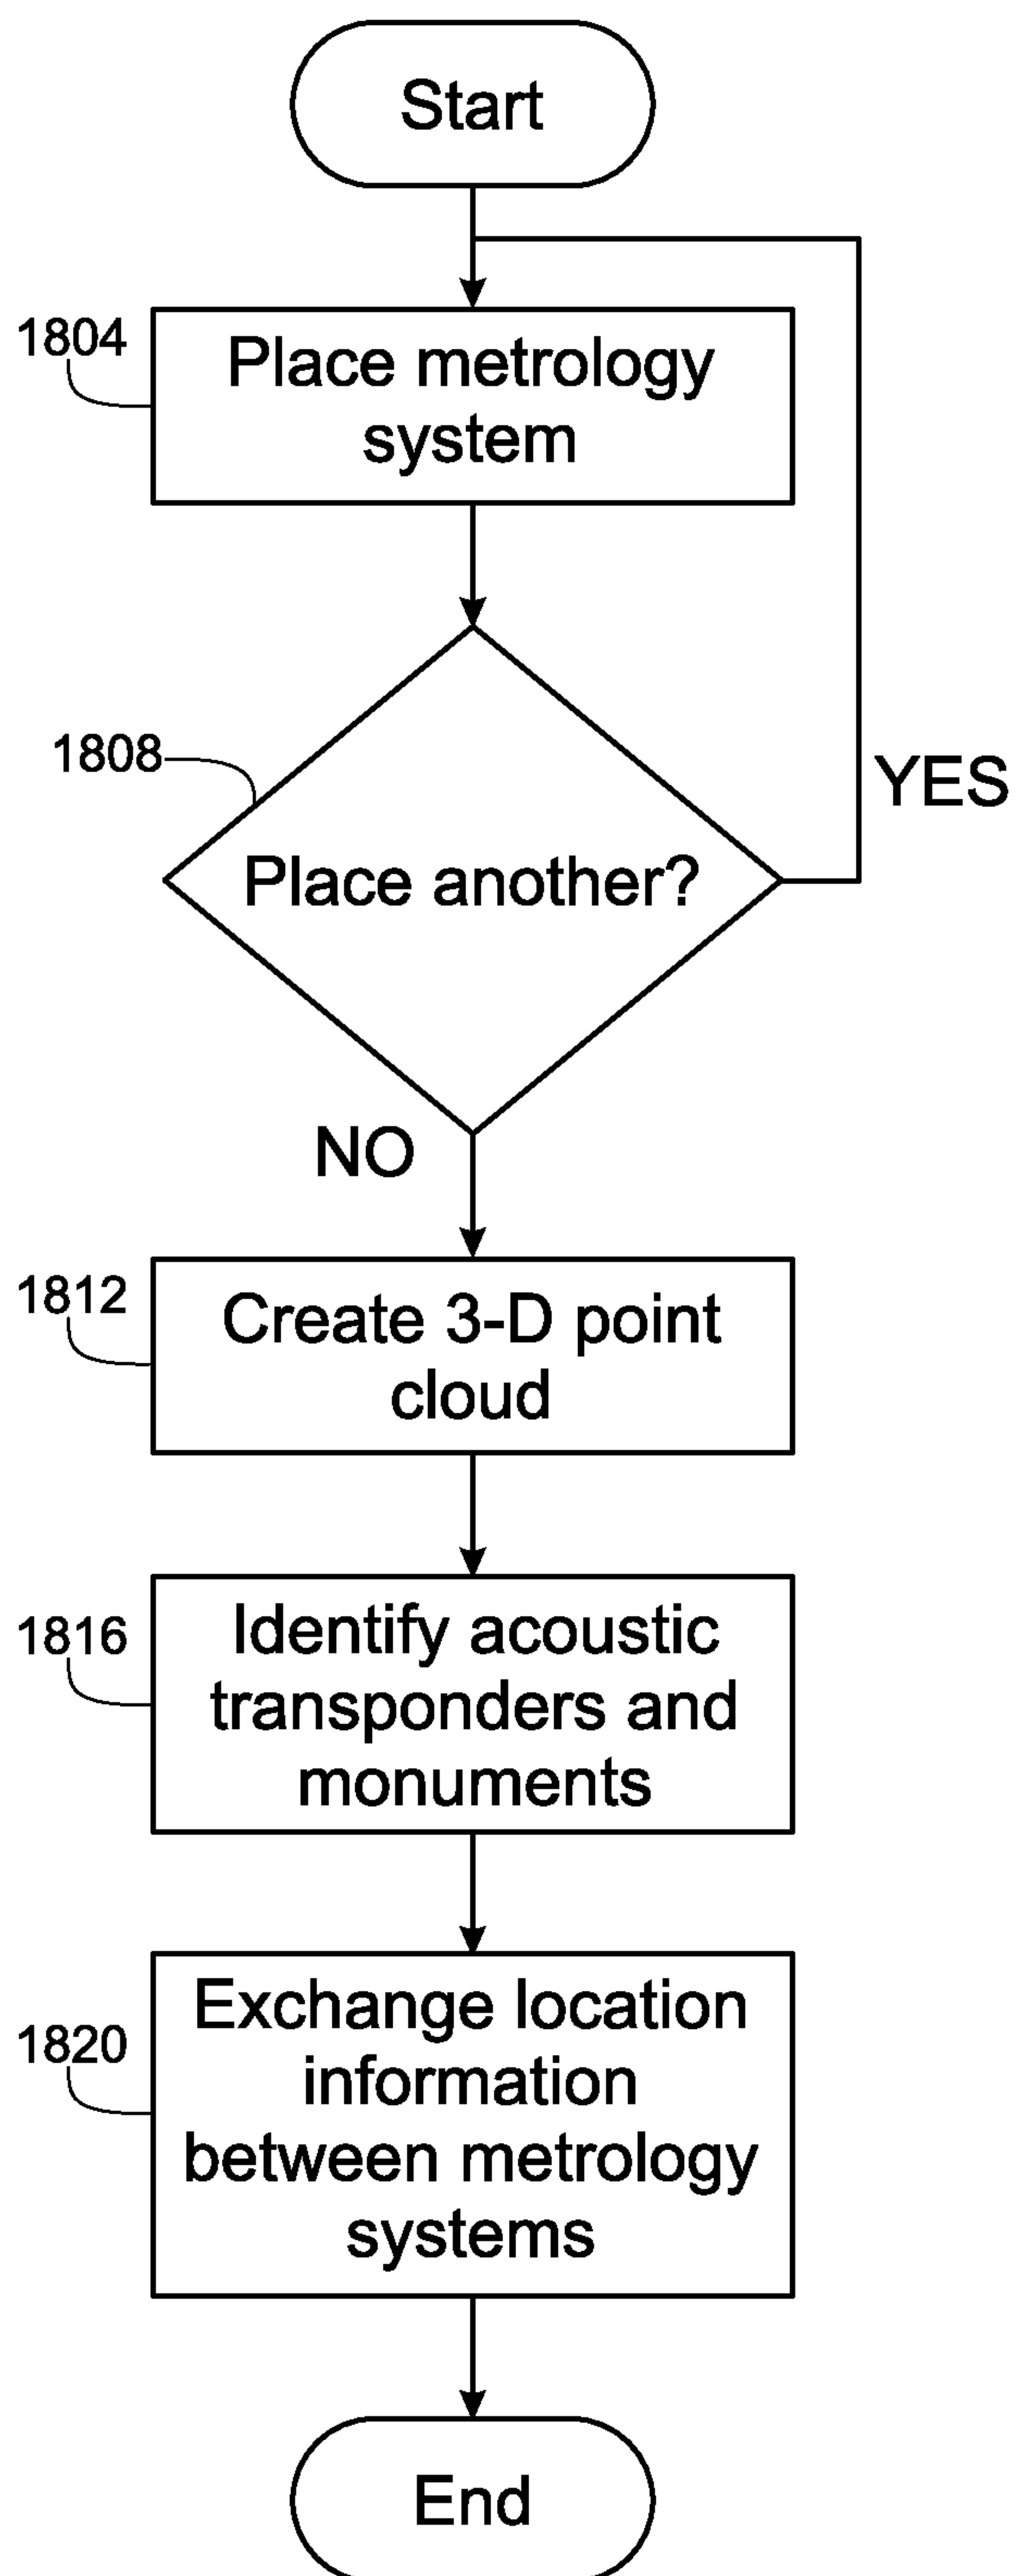 Start
1804
Place metrology
system
1808
YES
Place another?
NO
1812
Create 3-D point
cloud
1816
Identify acoustic
transponders and
monuments
1820
Exchange location
information
between metrology
systems
End